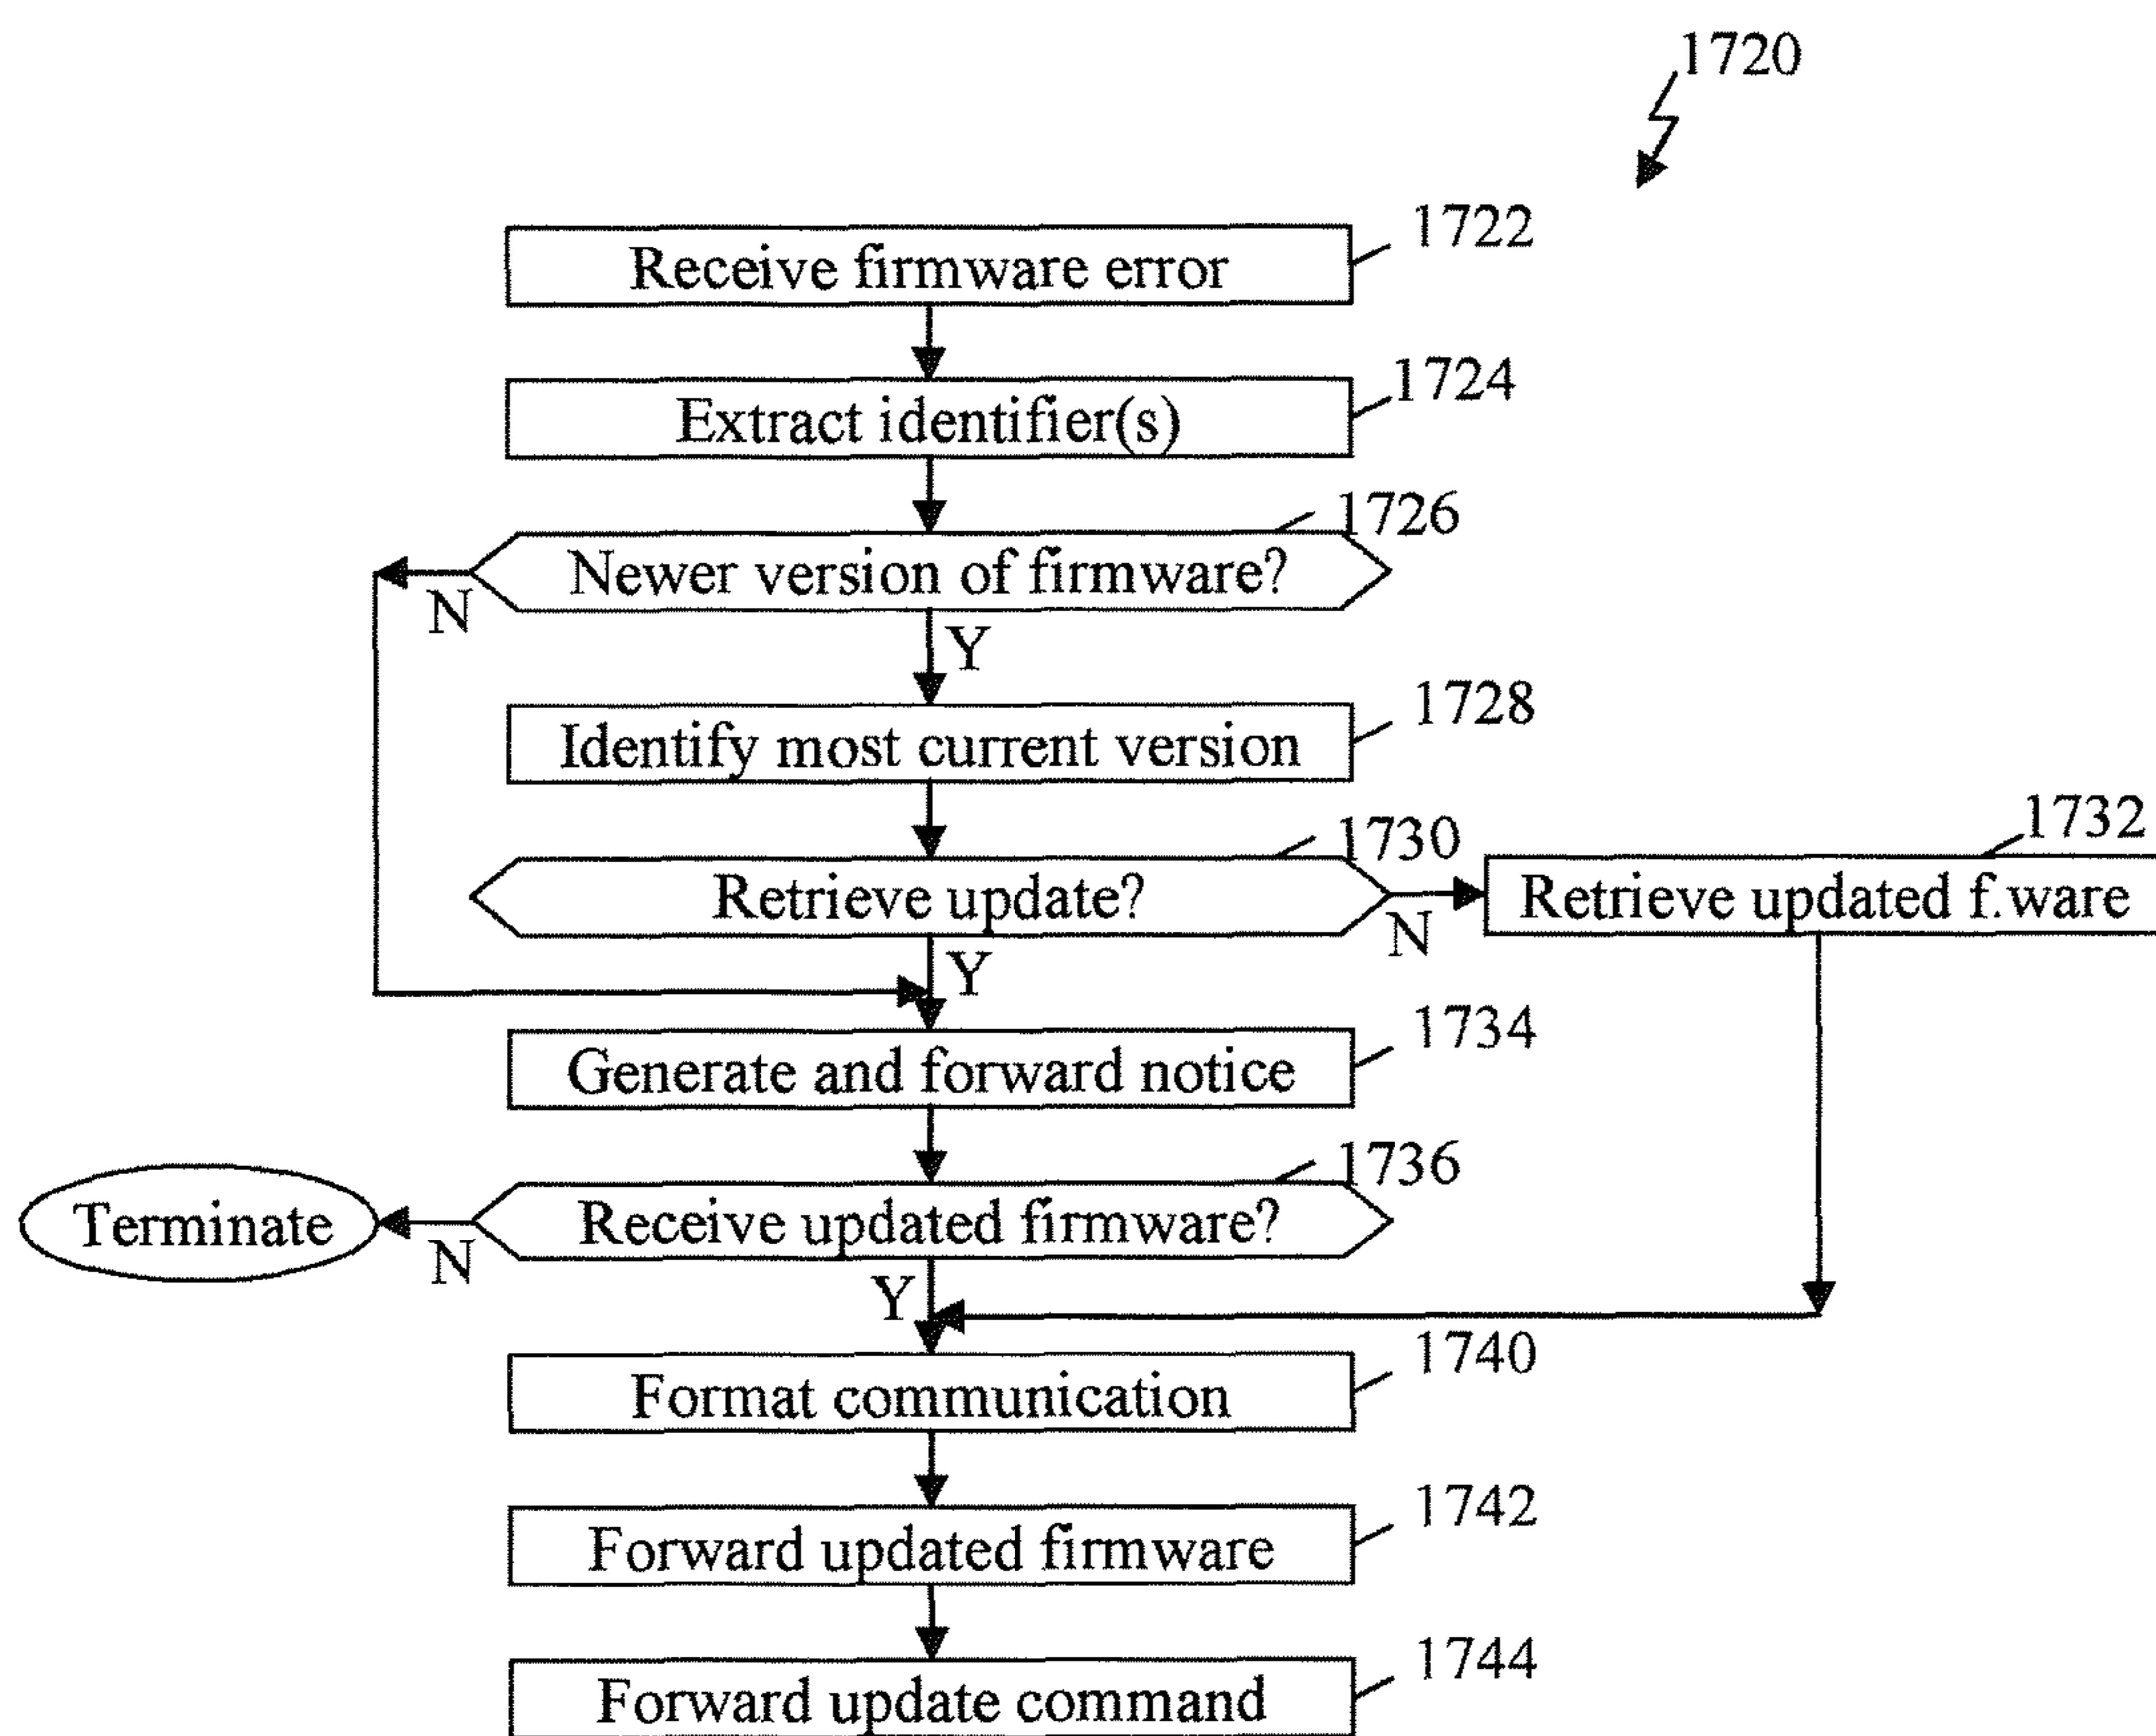 1720
Receive firmware error
1722
Extract identifier(s)
1724
1726
Newer version of firmware?
N
Y
Identify most current version
1728
1730
1732
Retrieve update?
N
Retrieve updated f.ware
Y
Generate and forward notice
1734
1736
Terminate
N
Receive updated firmware?
Y
Format communication
1740
Forward updated firmware
1742
Forward update command
1744